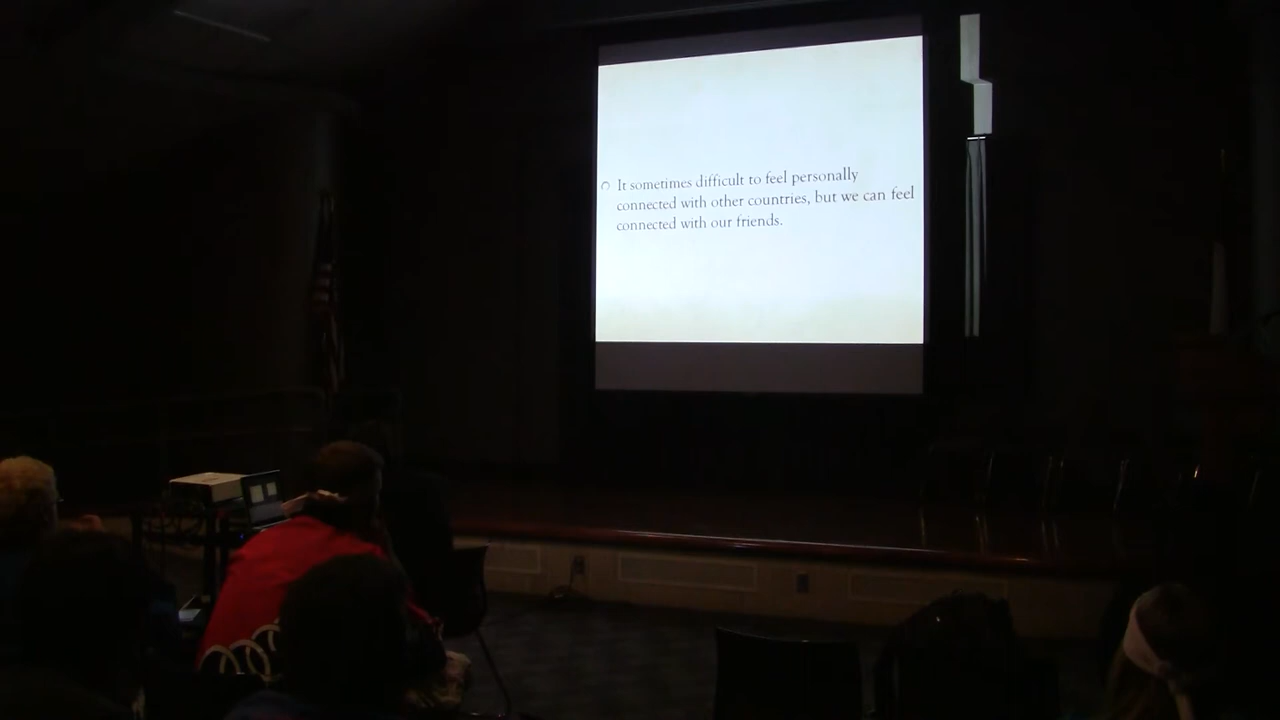 It sometimes difficult to feel personally
connected with other countries, but we can feel
connected with our friends.